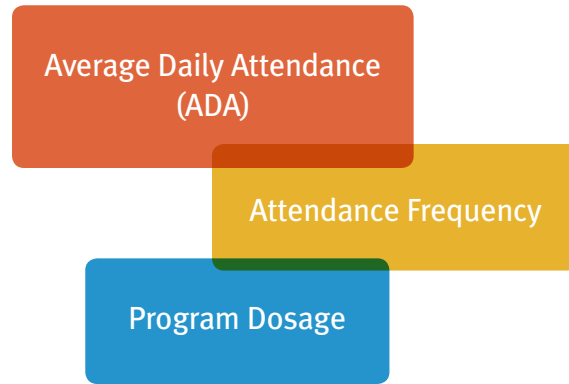 Average Daily Attendance
(ADA)
Attendance Frequency
Program Dosage